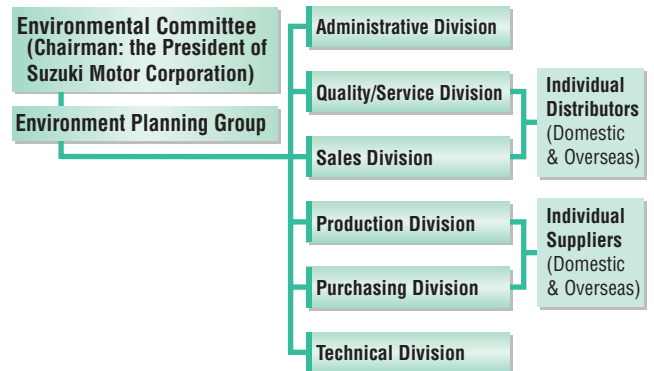 Environmental Committee
(Chairman: the President of
Suzuki Motor Corporation)
Environment Planning Group
Administrative Division
Quality/Service Division
Sales Division
Production Division
Purchasing Division
Technical Division
Individual
Distributors
(Domestic
& Overseas)
Individual
Suppliers
(Domestic
& Overseas)